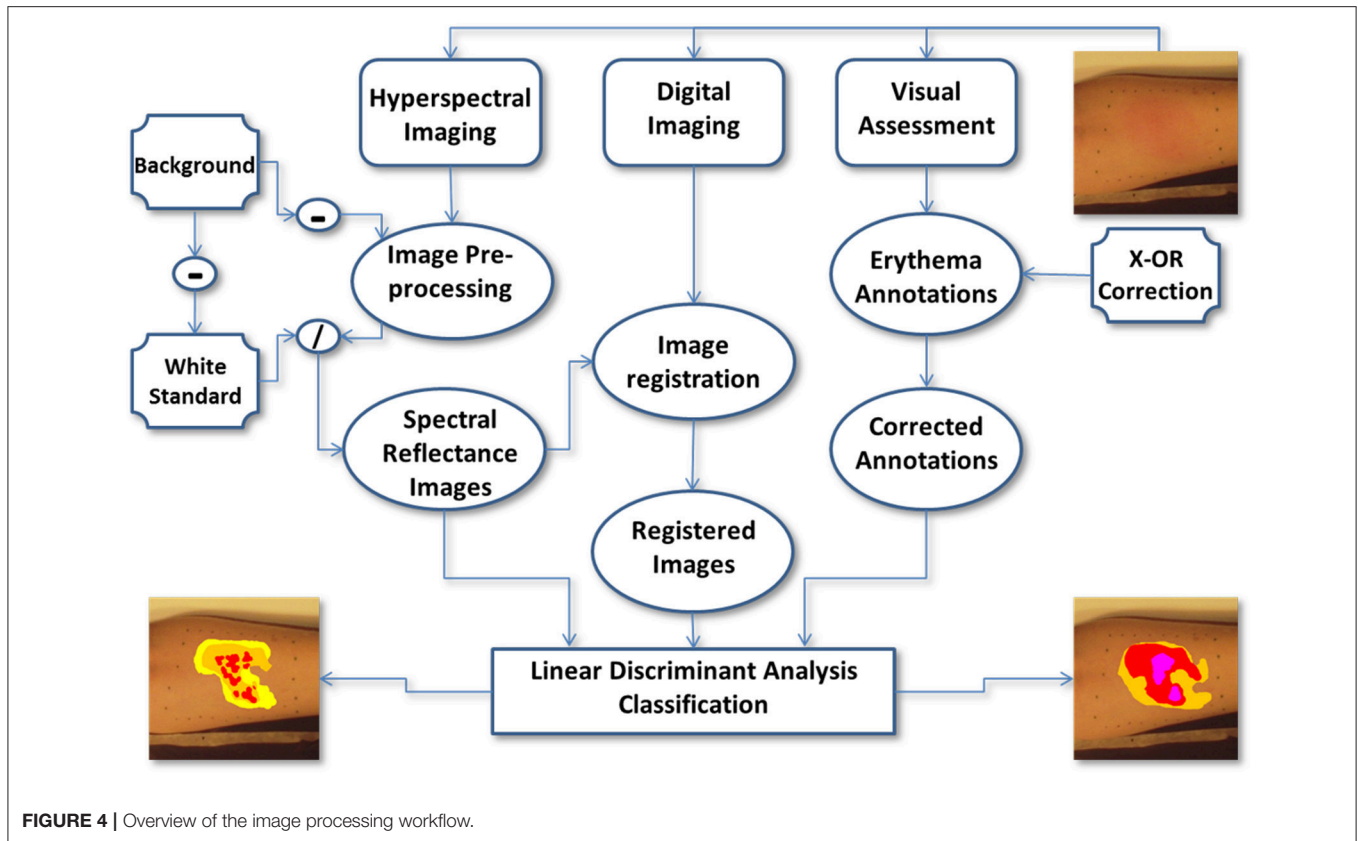 Hyperspectral
Imaging
Digital
Imaging
Visual
Assessment
Background
-
-
Image Pre-
processing
Erythema
Annotations
X-OR
Correction
White
Standard
/
Image
registration
Spectral
Reflectance
Images
Corrected
Annotations
Registered
Images
Linear Discriminant Analysis
Classification
FIGURE 4 | Overview of the image processing workflow.